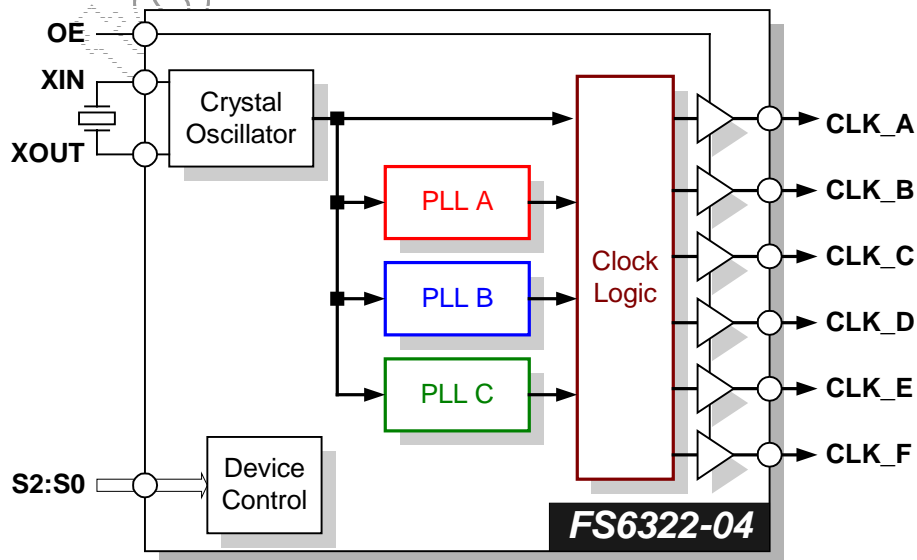 OE
XIN
XOUT
Crystal
Oscillator
PLL A
PLL B
PLL C
Clock
Logic
CLK_A
CLK_B
CLK_C
CLK_D
CLK_E
CLK_F
S2:S0
Device
Control
FS6322-04